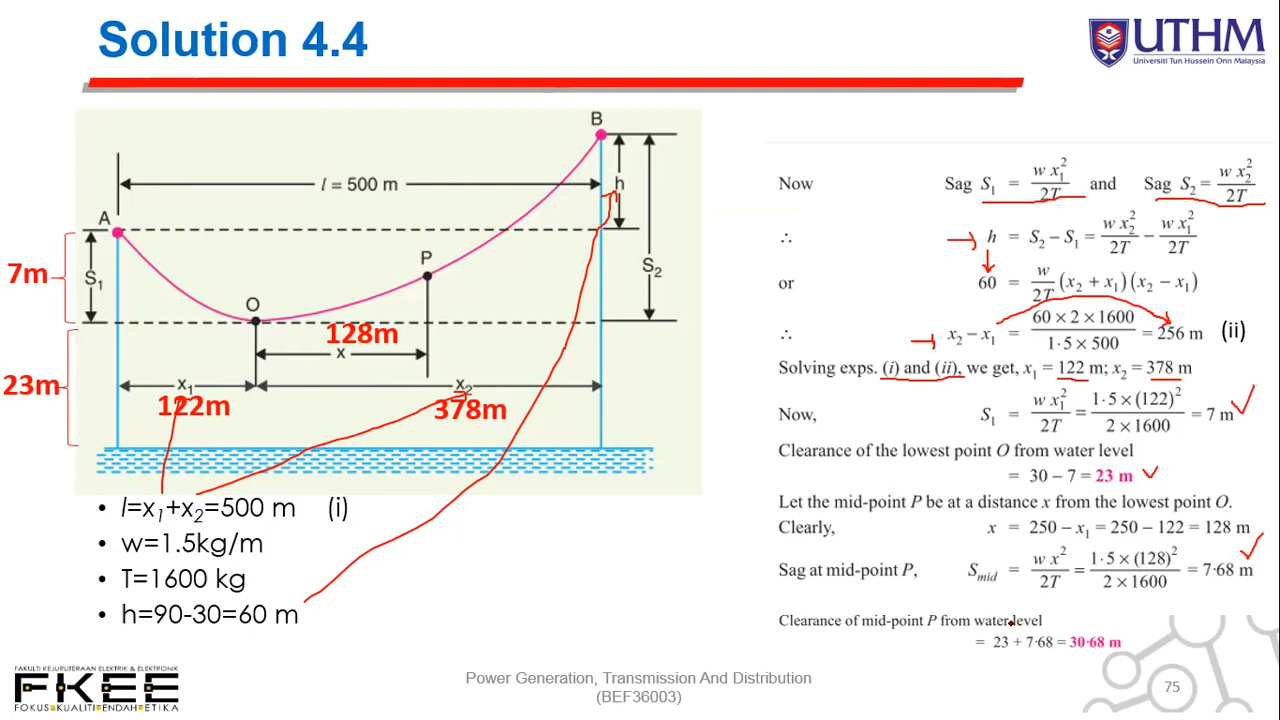 Solution 4.4
UTHM
Universiti Tun Hussein Onn Malaysia
B
l = 500 m
h
A
7m
S₁
P
S₂
O
128m
x
23m
x₁
x₂
122m
378m
• l=x₁+x₂=500 m (i)
• w=1.5kg/m
• T=1600 kg
• h=90-30=60 m
Now Sag S₁ = w x₁²/2T and Sag S₂ = w x₂²/2T
∴ h = S₂ – S₁ = w x₂²/2T – w x₁²/2T
or 60 = w/2T (x₂ + x₁) (x₂ – x₁)
∴ x₂ – x₁ = 60 × 2 × 1600/1·5 × 500 = 256 m (ii)
Solving exps. (i) and (ii), we get, x₁ = 122 m; x₂ = 378 m
Now, S₁ = w x₁²/2T = 1·5 × (122)²/2 × 1600 = 7 m
Clearance of the lowest point O from water level
= 30 – 7 = 23 m
Let the mid-point P be at a distance x from the lowest point O.
Clearly, x = 250 – x₁ = 250 – 122 = 128 m
Sag at mid-point P, Smid = w x²/2T = 1·5 × (128)²/2 × 1600 = 7·68 m
Clearance of mid-point P from water level
= 23 + 7·68 = 30·68 m
FAKULTI KEJURUTERAAN ELEKTRIK & ELEKTRONIK
FKEE
FOKUS•KUALITI•ENDAH•ETIKA
Power Generation, Transmission And Distribution
(BEF36003)
75